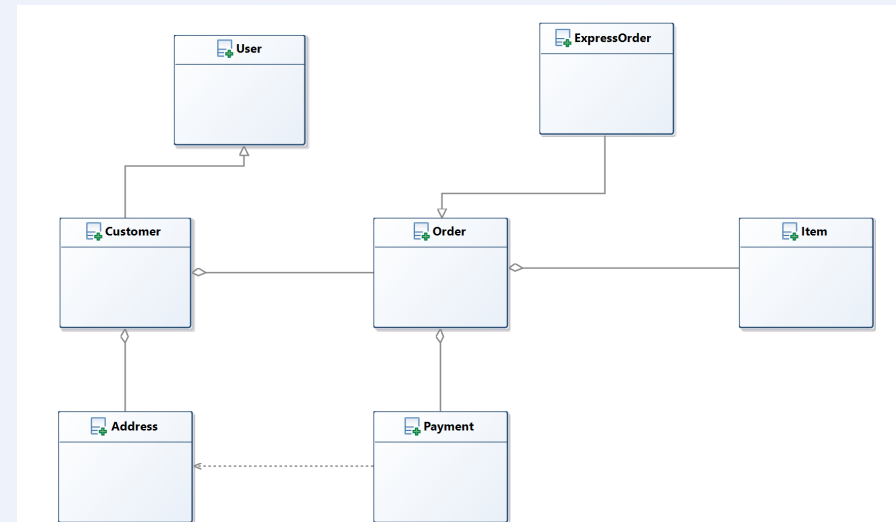 User
ExpressOrder
Customer
Order
Item
Address
Payment